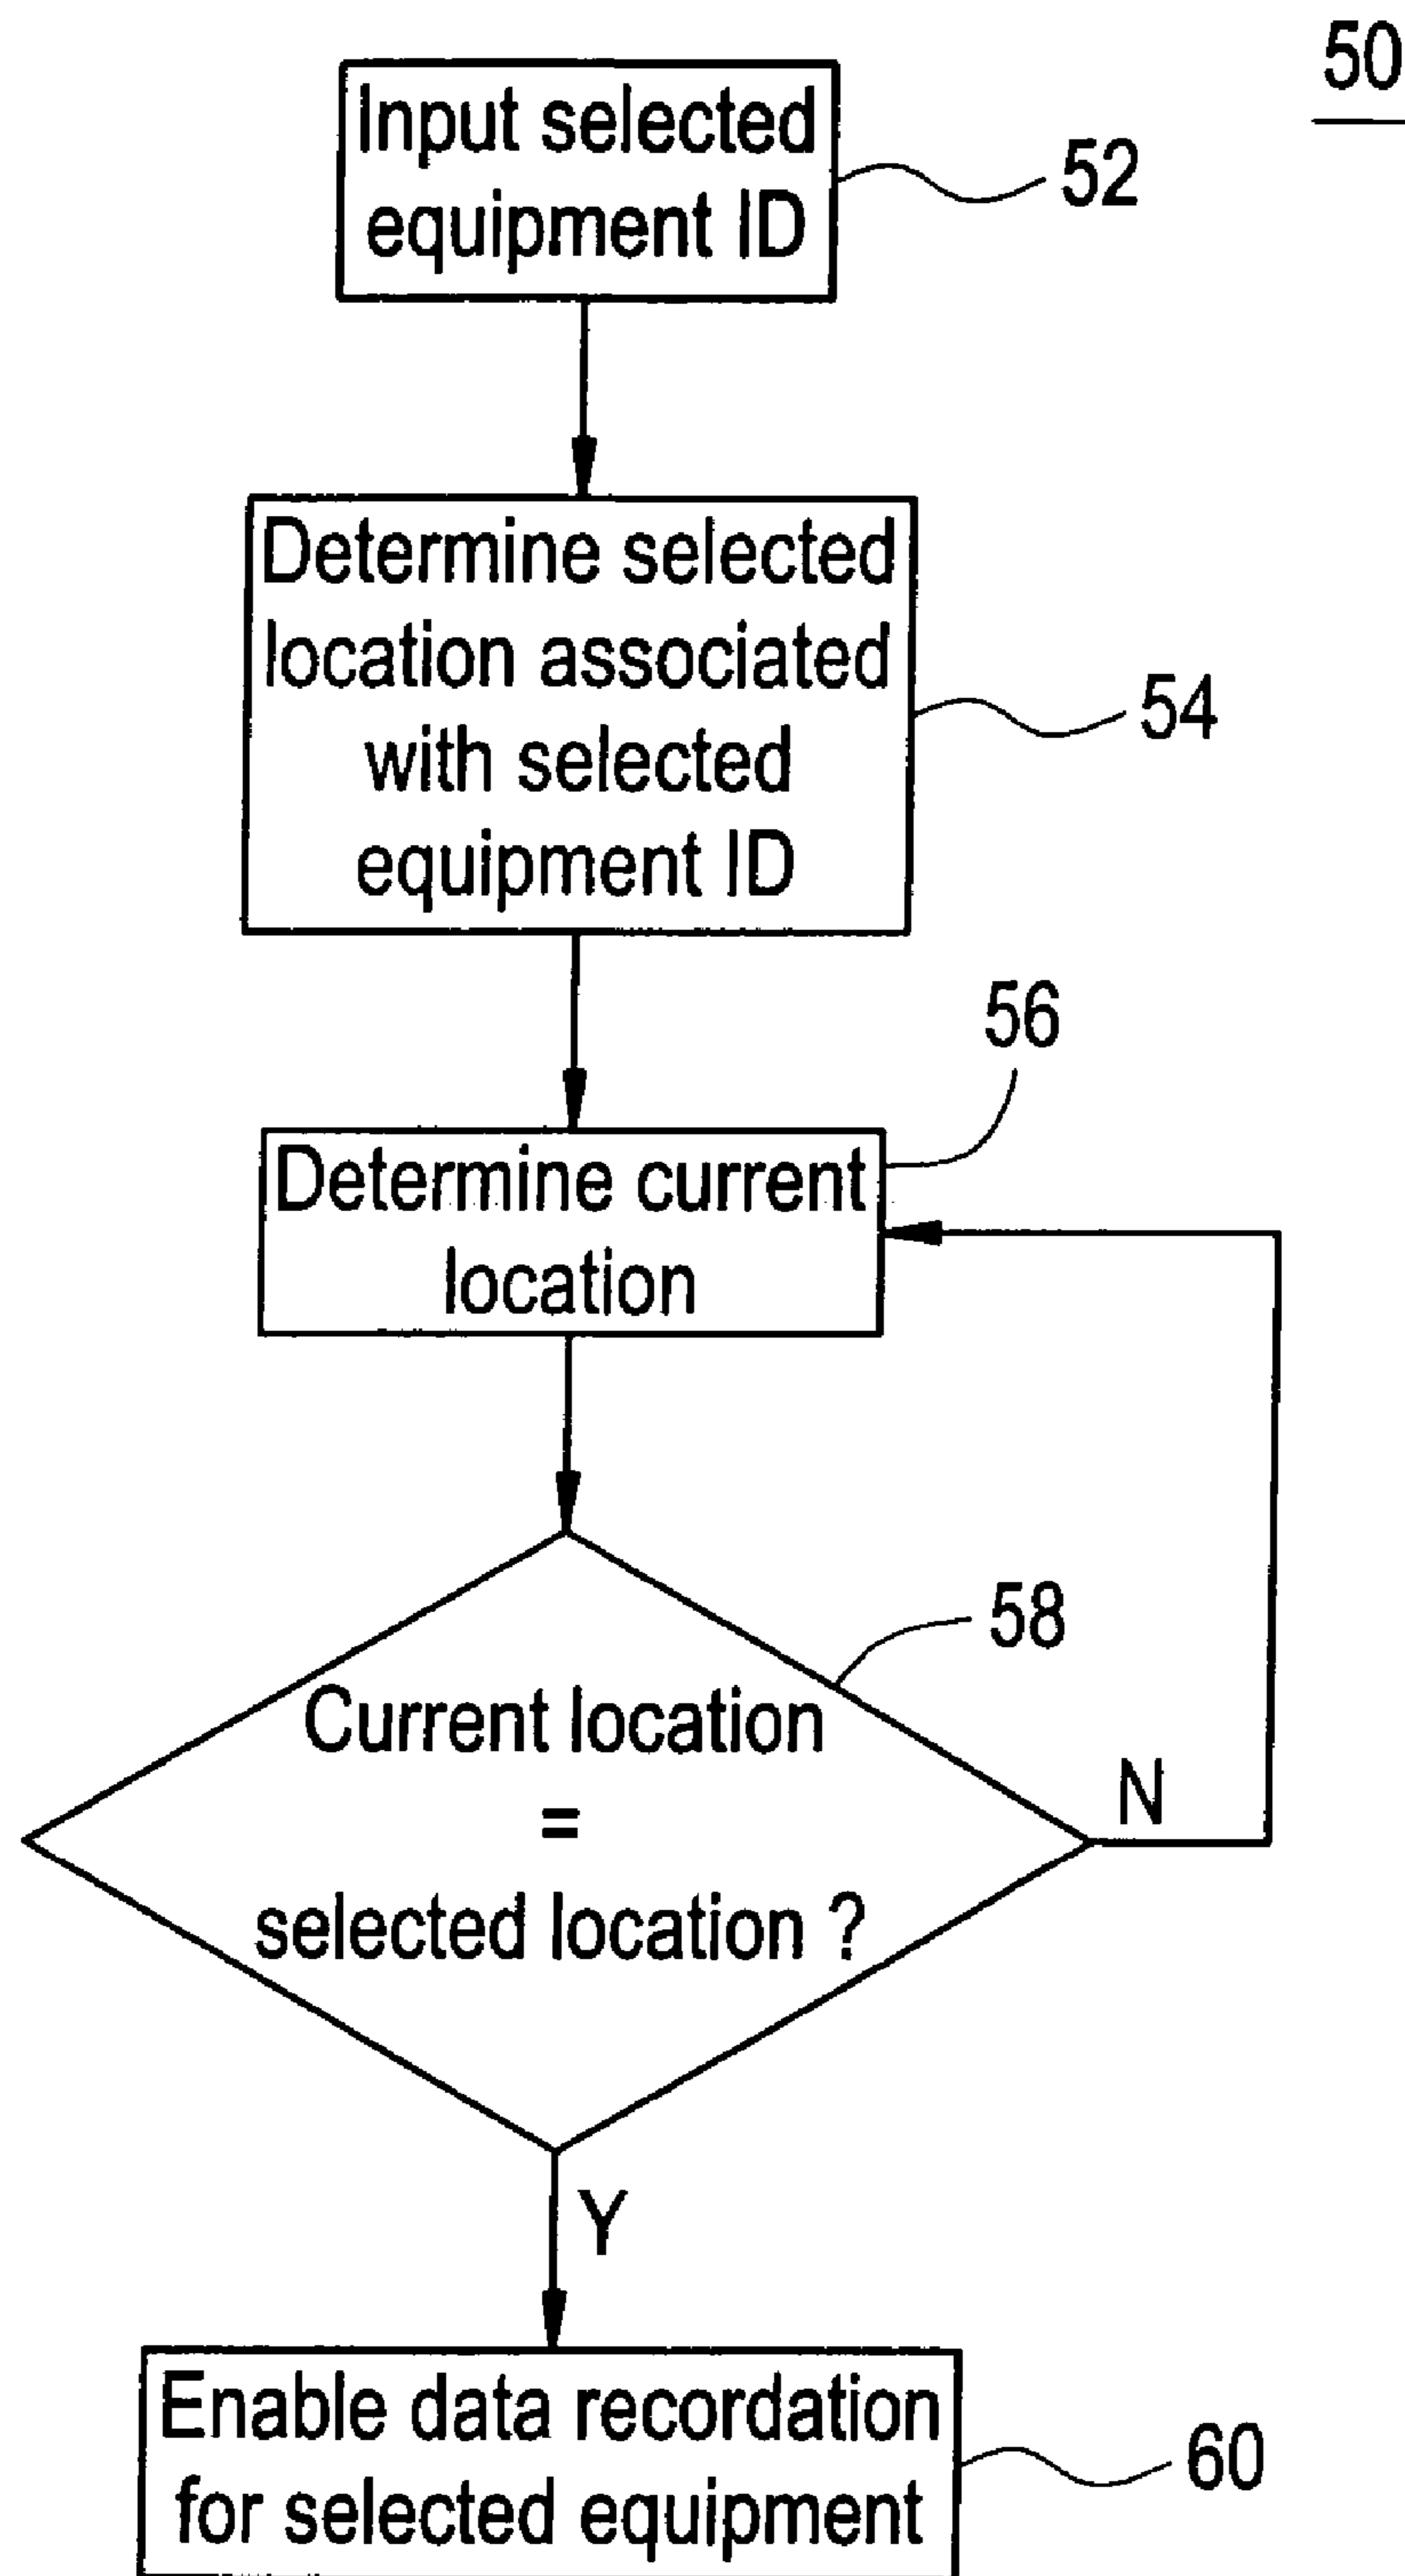 50
Input selected
equipment ID
52
Determine selected
location associated
with selected
equipment ID
54
56
Determine current
location
58
Current location
=
selected location ?
N
Y
Enable data recordation
for selected equipment
60